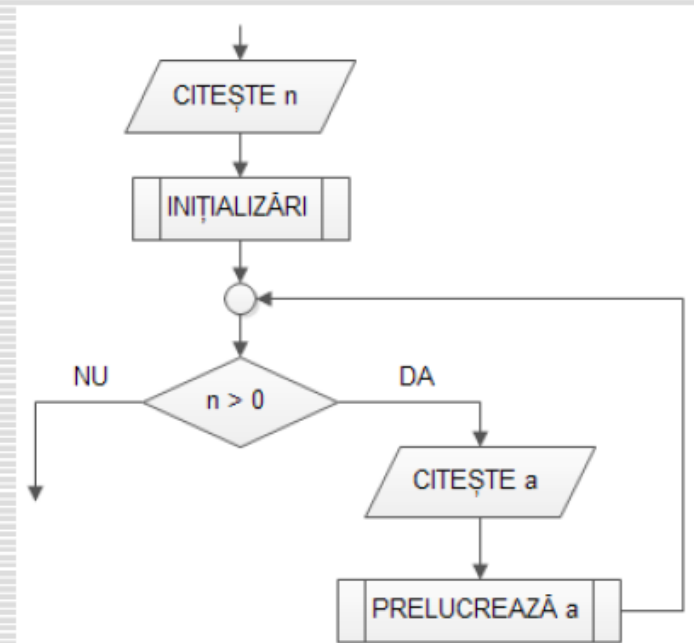 CITEȘTE n
INIȚIALIZĂRI
NU
DA
n > 0
CITEȘTE a
PRELUCREAZĂ a